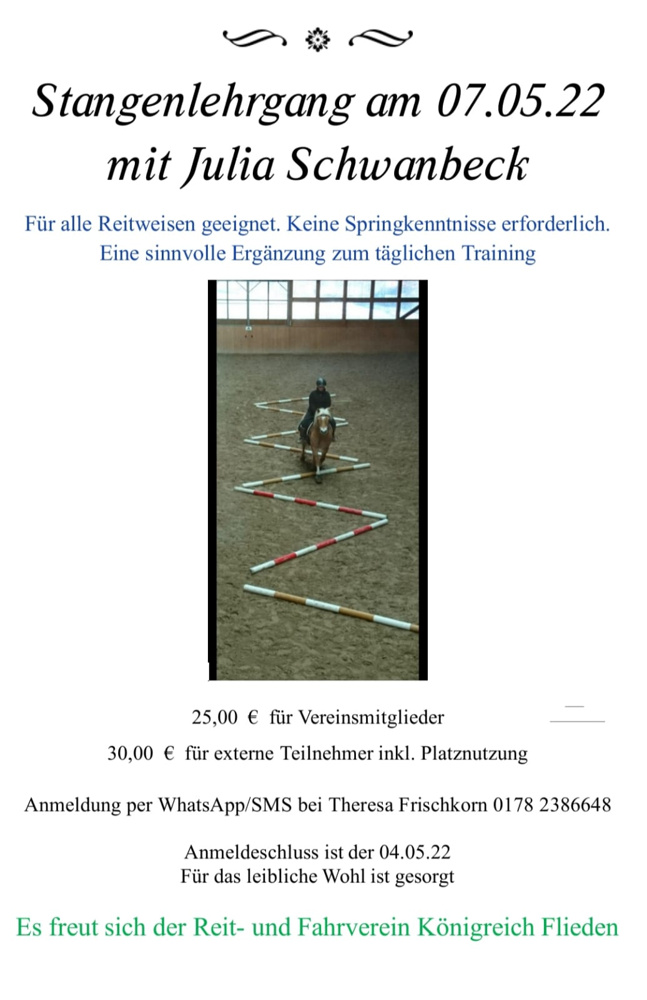 Stangenlehrgang am 07.05.22
mit Julia Schwanbeck
Für alle Reitweisen geeignet. Keine Springkenntnisse erforderlich.
Eine sinnvolle Ergänzung zum täglichen Training
25,00 € für Vereinsmitglieder
30,00 € für externe Teilnehmer inkl. Platznutzung
Anmeldung per WhatsApp/SMS bei Theresa Frischkorn 0178 2386648
Anmeldeschluss ist der 04.05.22
Für das leibliche Wohl ist gesorgt
Es freut sich der Reit- und Fahrverein Königreich Flieden